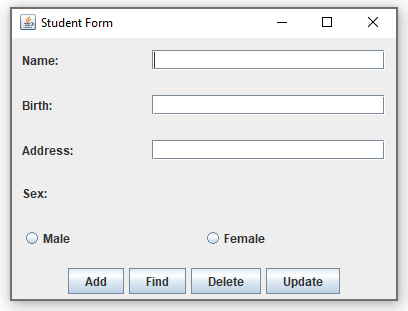 Student Form
Name:
Birth:
Address:
Sex:
Male Female
Add Find Delete Update